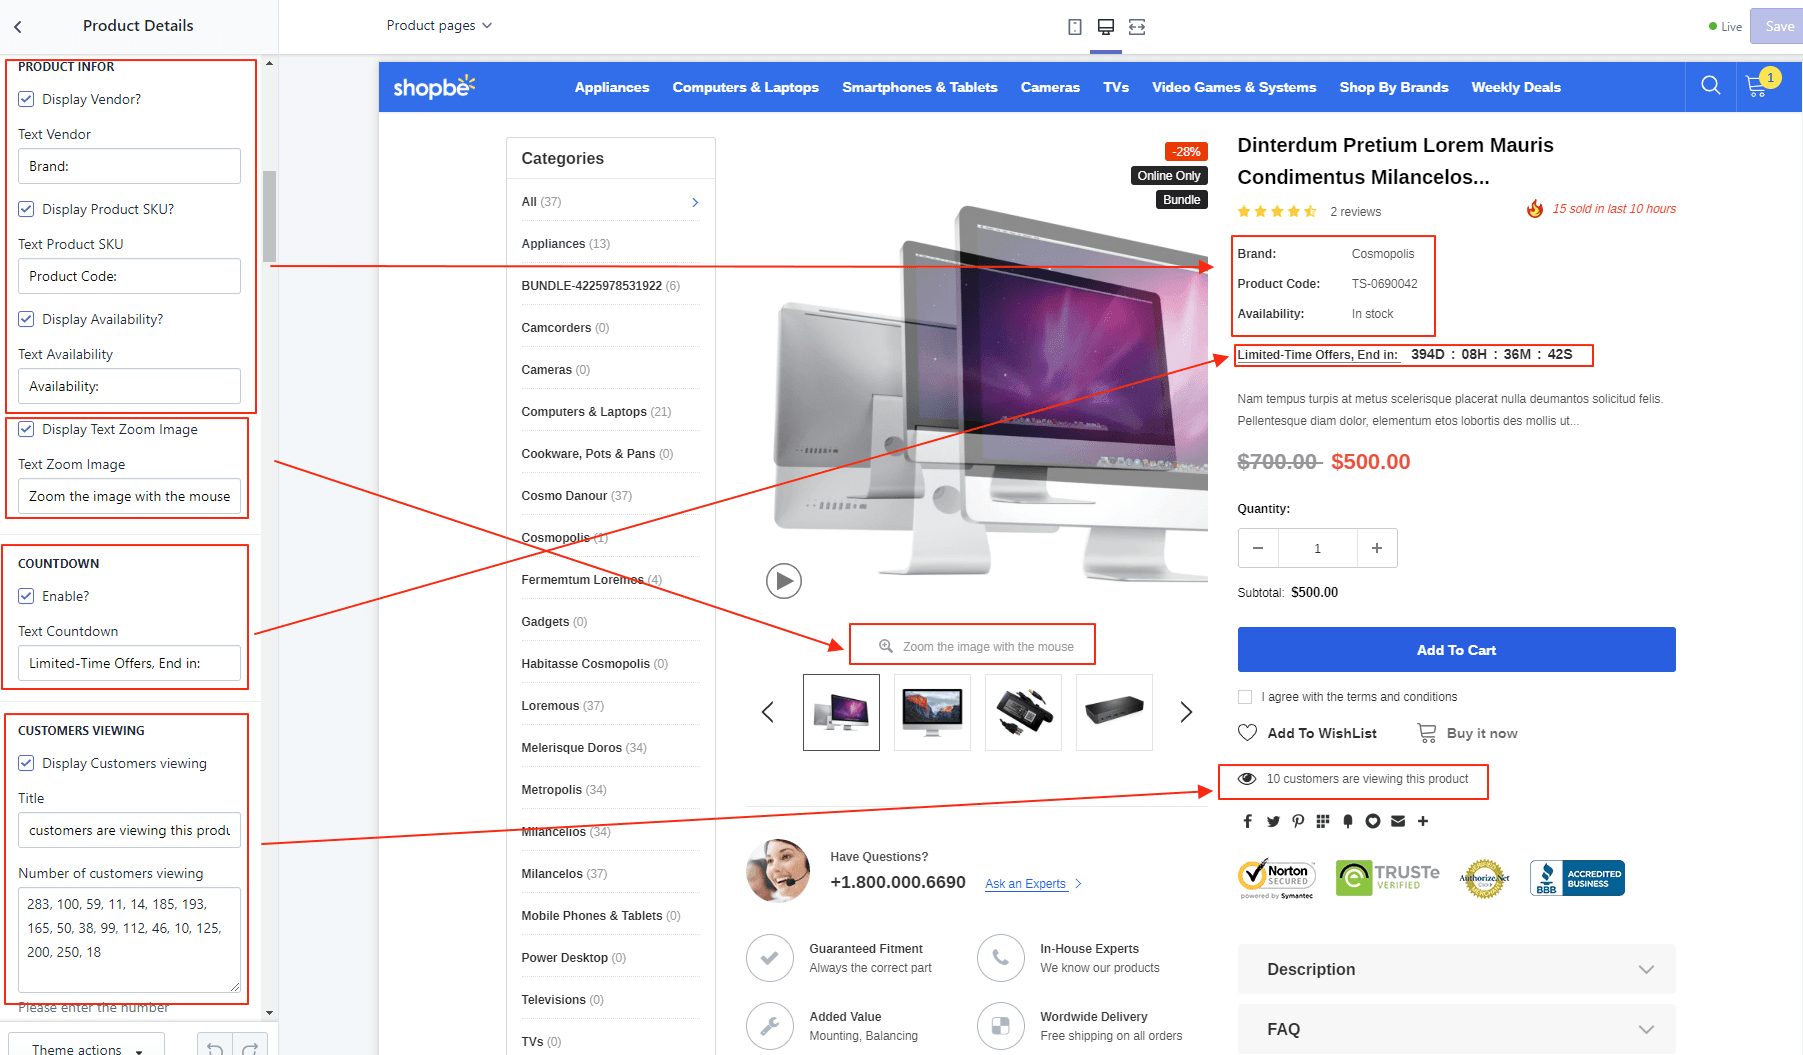 Product Details
Product pages
Live
Save
PRODUCT INFOR
Display Vendor?
Text Vendor
Brand:
Display Product SKU?
Text Product SKU
Product Code:
Display Availability?
Text Availability
Availability:
Display Text Zoom Image
Text Zoom Image
Zoom the image with the mouse
COUNTDOWN
Enable?
Text Countdown
Limited-Time Offers, End in:
CUSTOMERS VIEWING
Display Customers viewing
Title
customers are viewing this produ
Number of customers viewing
283, 100, 59, 11, 14, 185, 193,
165, 50, 38, 99, 112, 46, 10, 125,
200, 250, 18
Please enter the number
Theme actions
shopbe
Appliances
Computers & Laptops
Smartphones & Tablets
Cameras
TVs
Video Games & Systems
Shop By Brands
Weekly Deals
1
Categories
All (37)
Appliances (13)
BUNDLE-4225978531922 (6)
Camcorders (0)
Cameras (0)
Computers & Laptops (21)
Cookware, Pots & Pans (0)
Cosmo Danour (37)
Cosmopolis (1)
Fermemtum Loremos (4)
Gadgets (0)
Habitasse Cosmopolis (0)
Loremous (37)
Melerisque Doros (34)
Metropolis (34)
Milancelios (34)
Milancelos (37)
Mobile Phones & Tablets (0)
Power Desktop (0)
Televisions (0)
TVs (0)
-28%
Online Only
Bundle
Zoom the image with the mouse
Have Questions?
+1.800.000.6690
Ask an Experts
Guaranteed Fitment
Always the correct part
In-House Experts
We know our products
Added Value
Mounting, Balancing
Wordwide Delivery
Free shipping on all orders
Dinterdum Pretium Lorem Mauris
Condimentus Milancelos...
2 reviews
15 sold in last 10 hours
Brand: Cosmopolis
Product Code: TS-0690042
Availability: In stock
Limited-Time Offers, End in: 394D : 08H : 36M : 42S
Nam tempus turpis at metus scelerisque placerat nulla deumantos solicitud felis.
Pellentesque diam dolor, elementum etos lobortis des mollis ut...
$700.00 $500.00
Quantity:
1
Subtotal: $500.00
Add To Cart
I agree with the terms and conditions
Add To WishList
Buy it now
10 customers are viewing this product
Norton
SECURED
powered by Symantec
TRUSTe
VERIFIED
Authorize.Net
BBB
ACCREDITED
BUSINESS
Description
FAQ